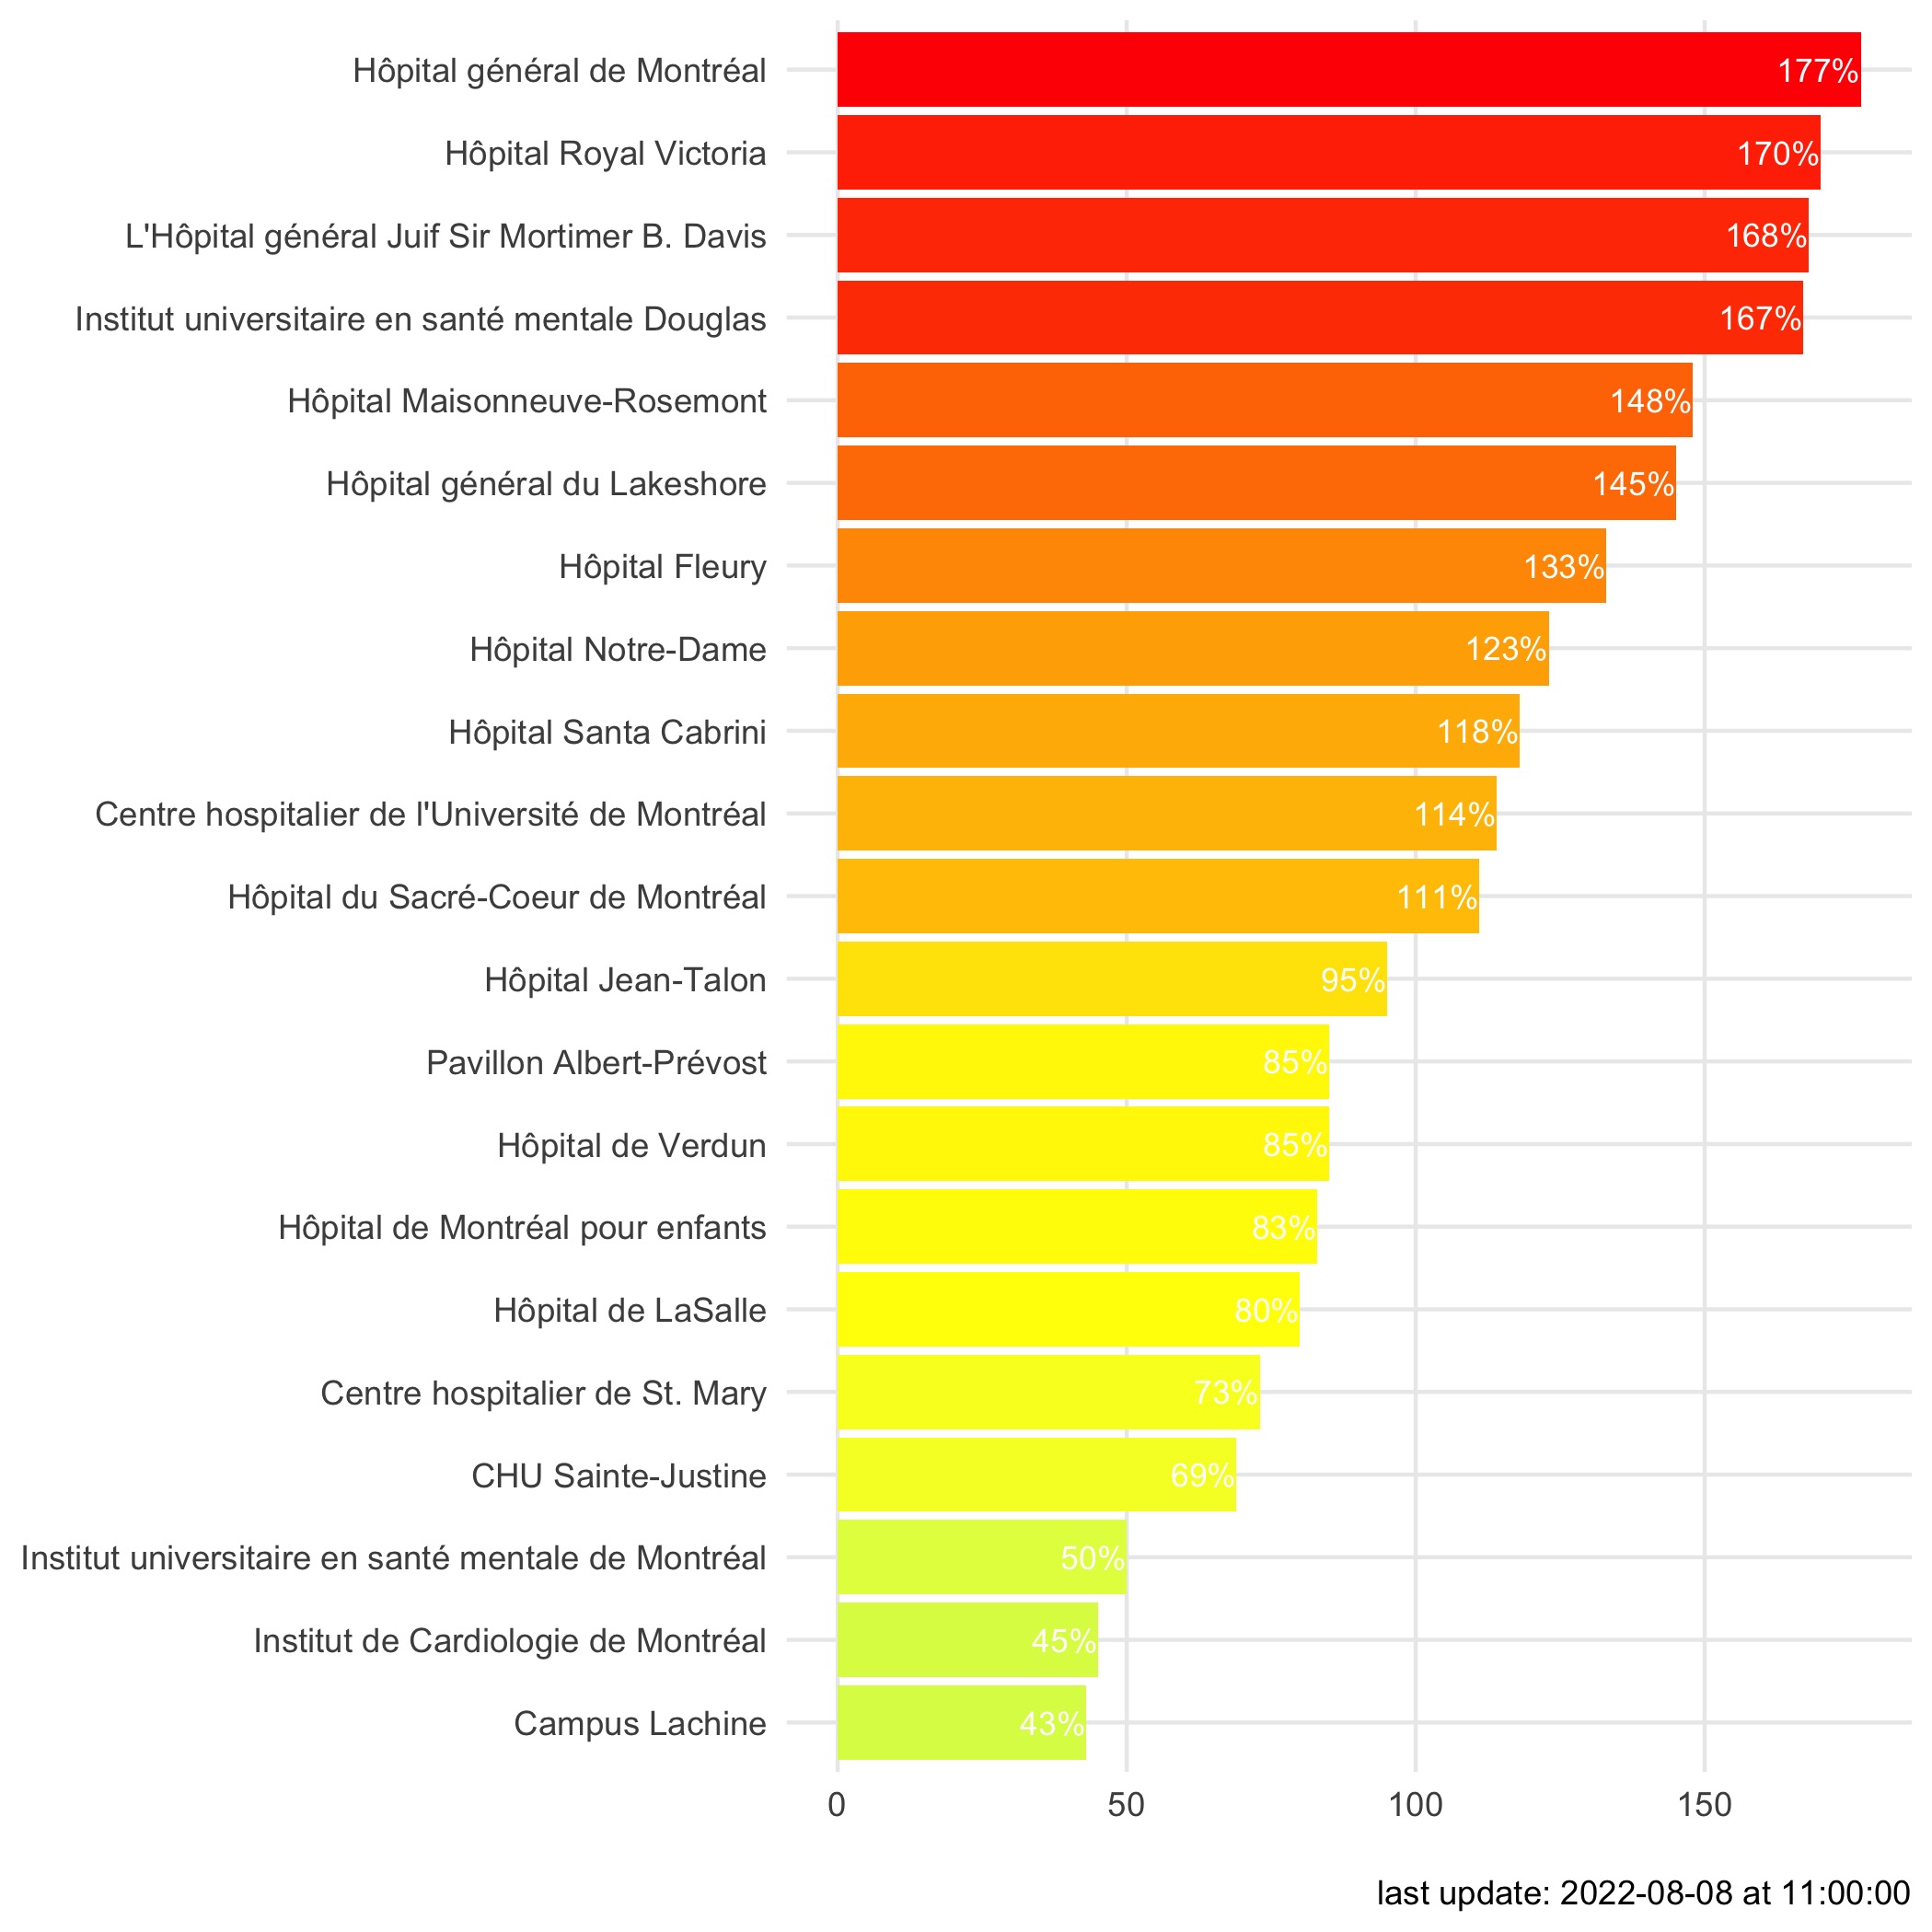 Hôpital général de Montréal 177%
Hôpital Royal Victoria 170%
L'Hôpital général Juif Sir Mortimer B. Davis 168%
Institut universitaire en santé mentale Douglas 167%
Hôpital Maisonneuve-Rosemont 148%
Hôpital général du Lakeshore 145%
Hôpital Fleury 133%
Hôpital Notre-Dame 123%
Hôpital Santa Cabrini 118%
Centre hospitalier de l'Université de Montréal 114%
Hôpital du Sacré-Coeur de Montréal 111%
Hôpital Jean-Talon 95%
Pavillon Albert-Prévost 85%
Hôpital de Verdun 85%
Hôpital de Montréal pour enfants 83%
Hôpital de LaSalle 80%
Centre hospitalier de St. Mary 73%
CHU Sainte-Justine 69%
Institut universitaire en santé mentale de Montréal 50%
Institut de Cardiologie de Montréal 45%
Campus Lachine 43%
0 50 100 150
last update: 2022-08-08 at 11:00:00